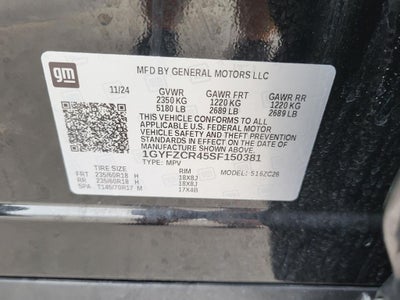 gm
MFD BY GENERAL MOTORS LLC
11/24 GVWR GAWR FRT GAWR RR
2350 KG 1220 KG 1220 KG
5180 LB 2689 LB 2689 LB
THIS VEHICLE CONFORMS TO ALL APPLICABLE
U.S. FEDERAL MOTOR VEHICLE SAFETY,
BUMPER, AND THEFT PREVENTION
STANDARDS IN EFFECT ON THE DATE OF
MANUFACTURE SHOWN ABOVE.
1GYFZCR45SF150381
TYPE: MPV MODEL: 516ZC26
TIRE SIZE RIM
FRT 235/60R18 H 18X8J
RR 235/60R18 H 18X8J
SPA T145/70R17 M 17X4B